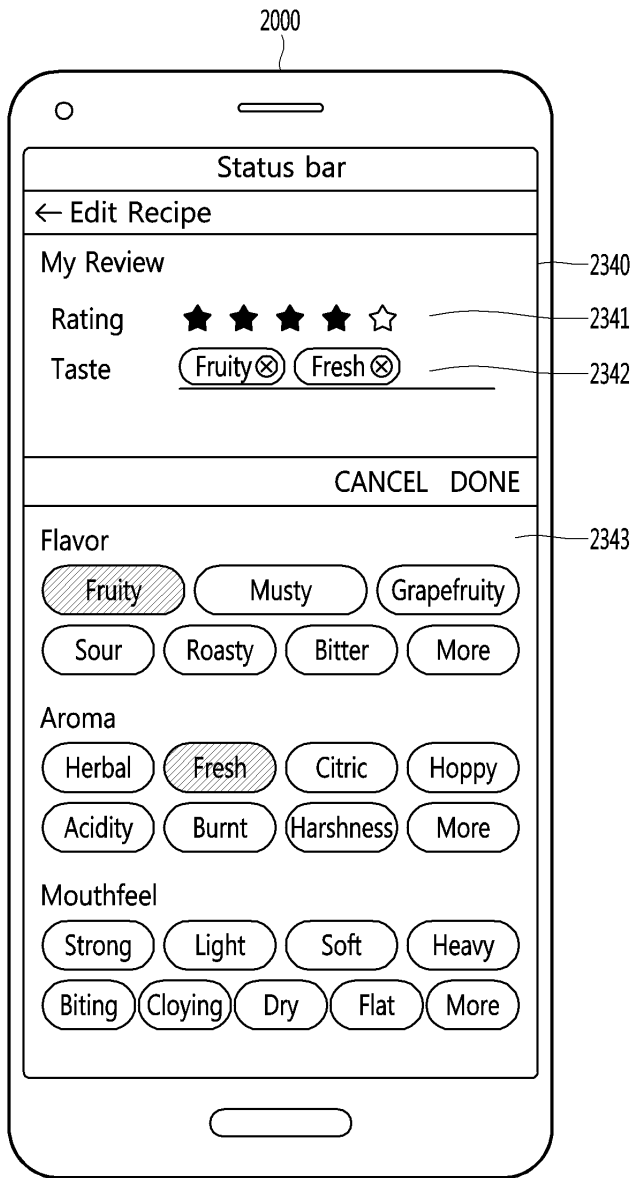 2000
Status bar
← Edit Recipe
My Review
2340
Rating ★ ★ ★ ★ ☆
2341
Taste Fruity ⊗ Fresh ⊗
2342
CANCEL DONE
Flavor
2343
Fruity Musty Grapefruity
Sour Roasty Bitter More
Aroma
Herbal Fresh Citric Hoppy
Acidity Burnt Harshness More
Mouthfeel
Strong Light Soft Heavy
Biting Cloying Dry Flat More